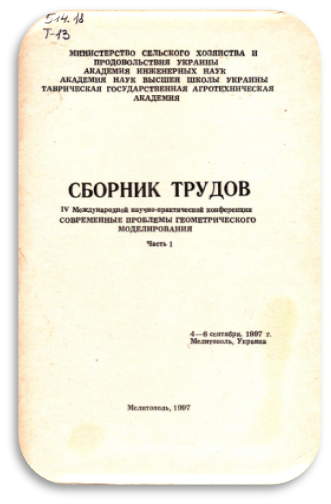 514.18
Т-13
МИНИСТЕРСТВО СЕЛЬСКОГО ХОЗЯЙСТВА И
ПРОДОВОЛЬСТВИЯ УКРАИНЫ
АКАДЕМИЯ ИНЖЕНЕРНЫХ НАУК
АКАДЕМИЯ НАУК ВЫСШЕЙ ШКОЛЫ УКРАИНЫ
ТАВРИЧЕСКАЯ ГОСУДАРСТВЕННАЯ АГРОТЕХНИЧЕСКАЯ
АКАДЕМИЯ
СБОРНИК ТРУДОВ
IV Международной научно-практической конференции
СОВРЕМЕННЫЕ ПРОБЛЕМЫ ГЕОМЕТРИЧЕСКОГО
МОДЕЛИРОВАНИЯ
Часть 1
4—6 сентября, 1997 г.
Мелитополь, Украина
Мелитополь, 1997